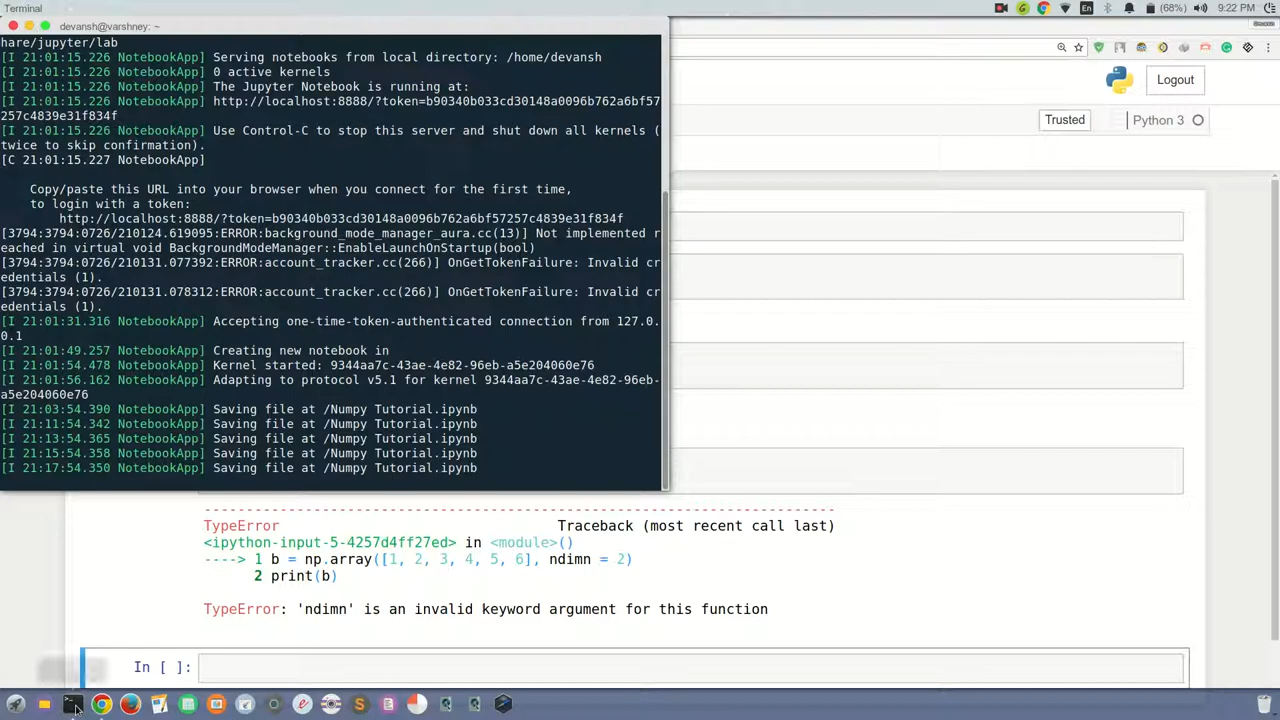 Terminal
En
(68%)
9:22 PM
devansh@varshney: ~
hare/jupyter/lab
[I 21:01:15.226 NotebookApp] Serving notebooks from local directory: /home/devansh
[I 21:01:15.226 NotebookApp] 0 active kernels
[I 21:01:15.226 NotebookApp] The Jupyter Notebook is running at:
[I 21:01:15.226 NotebookApp] http://localhost:8888/?token=b90340b033cd30148a0096b762a6bf57
257c4839e31f834f
[I 21:01:15.226 NotebookApp] Use Control-C to stop this server and shut down all kernels (
twice to skip confirmation).
[C 21:01:15.227 NotebookApp]
Copy/paste this URL into your browser when you connect for the first time,
to login with a token:
http://localhost:8888/?token=b90340b033cd30148a0096b762a6bf57257c4839e31f834f
[3794:3794:0726/210124.619095:ERROR:background_mode_manager_aura.cc(13)] Not implemented r
eached in virtual void BackgroundModeManager::EnableLaunchOnStartup(bool)
[3794:3794:0726/210131.077392:ERROR:account_tracker.cc(266)] OnGetTokenFailure: Invalid cr
edentials (1).
[3794:3794:0726/210131.078312:ERROR:account_tracker.cc(266)] OnGetTokenFailure: Invalid cr
edentials (1).
[I 21:01:31.316 NotebookApp] Accepting one-time-token-authenticated connection from 127.0.
0.1
[I 21:01:49.257 NotebookApp] Creating new notebook in
[I 21:01:54.478 NotebookApp] Kernel started: 9344aa7c-43ae-4e82-96eb-a5e204060e76
[I 21:01:56.162 NotebookApp] Adapting to protocol v5.1 for kernel 9344aa7c-43ae-4e82-96eb-
a5e204060e76
[I 21:03:54.390 NotebookApp] Saving file at /Numpy Tutorial.ipynb
[I 21:11:54.342 NotebookApp] Saving file at /Numpy Tutorial.ipynb
[I 21:13:54.365 NotebookApp] Saving file at /Numpy Tutorial.ipynb
[I 21:15:54.358 NotebookApp] Saving file at /Numpy Tutorial.ipynb
[I 21:17:54.350 NotebookApp] Saving file at /Numpy Tutorial.ipynb
Logout
Trusted
Python 3
TypeError Traceback (most recent call last)
<ipython-input-5-4257d4ff27ed> in <module>()
----> 1 b = np.array([1, 2, 3, 4, 5, 6], ndimn = 2)
2 print(b)
TypeError: 'ndimn' is an invalid keyword argument for this function
In [ ]: